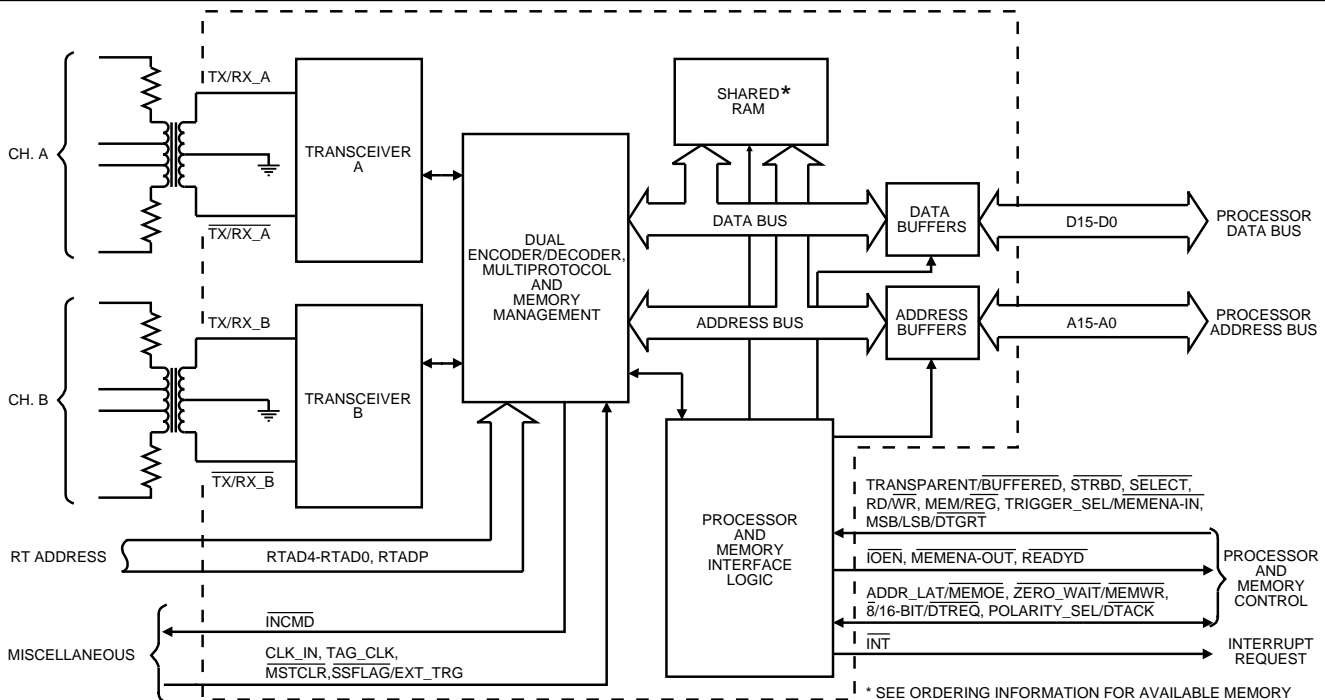 CH. A
TX/RX_A
TX/RX_A
TRANSCEIVER
A
CH. B
TX/RX_B
TX/RX_B
TRANSCEIVER
B
DUAL
ENCODER/DECODER,
MULTIPROTOCOL
AND
MEMORY
MANAGEMENT
SHARED*
RAM
DATA BUS
ADDRESS BUS
DATA
BUFFERS
ADDRESS
BUFFERS
D15-D0
PROCESSOR
DATA BUS
A15-A0
PROCESSOR
ADDRESS BUS
PROCESSOR
AND
MEMORY
INTERFACE
LOGIC
TRANSPARENT/BUFFERED, STRBD, SELECT,
RD/WR, MEM/REG, TRIGGER_SEL/MEMENA-IN,
MSB/LSB/DTGRT
IOEN, MEMENA-OUT, READYD
ADDR_LAT/MEMOE, ZERO_WAIT/MEMWR,
8/16-BIT/DTREQ, POLARITY_SEL/DTACK
INT
PROCESSOR
AND
MEMORY
CONTROL
INTERRUPT
REQUEST
RT ADDRESS
RTAD4-RTAD0, RTADP
MISCELLANEOUS
INCMD
CLK_IN, TAG_CLK,
MSTCLR,SSFLAG/EXT_TRG
* SEE ORDERING INFORMATION FOR AVAILABLE MEMORY